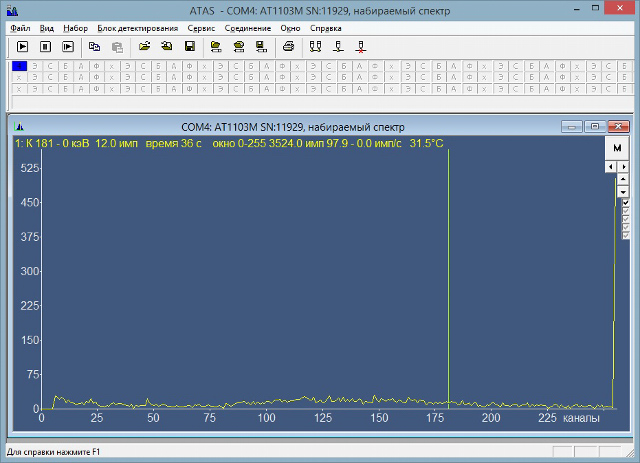 ATAS - COM4: AT1103M SN:11929, набираемый спектр
Файл Вид Набор Блок детектирования Сервис Соединение Окно Справка
Э С Б А Ф х Э С Б А Ф х Э С Б А Ф х Э С Б А Ф х Э С Б А Ф х Э С Б А Ф
х Э С Б А Ф х Э С Б А Ф х Э С Б А Ф х Э С Б А Ф х Э С Б А Ф х Э С Б А Ф
х Э С Б А Ф х Э С Б А Ф х Э С Б А Ф х Э С Б А Ф х Э С Б А Ф х Э С Б А Ф
COM4: AT1103M SN:11929, набираемый спектр
1: К 181 - 0 кэВ 12.0 имп время 36 с окно 0-255 3524.0 имп 97.9 - 0.0 имп/с 31.5°C
M
525
450
375
300
225
150
75
0
0 25 50 75 100 125 150 175 200 225 каналы
Для справки нажмите F1